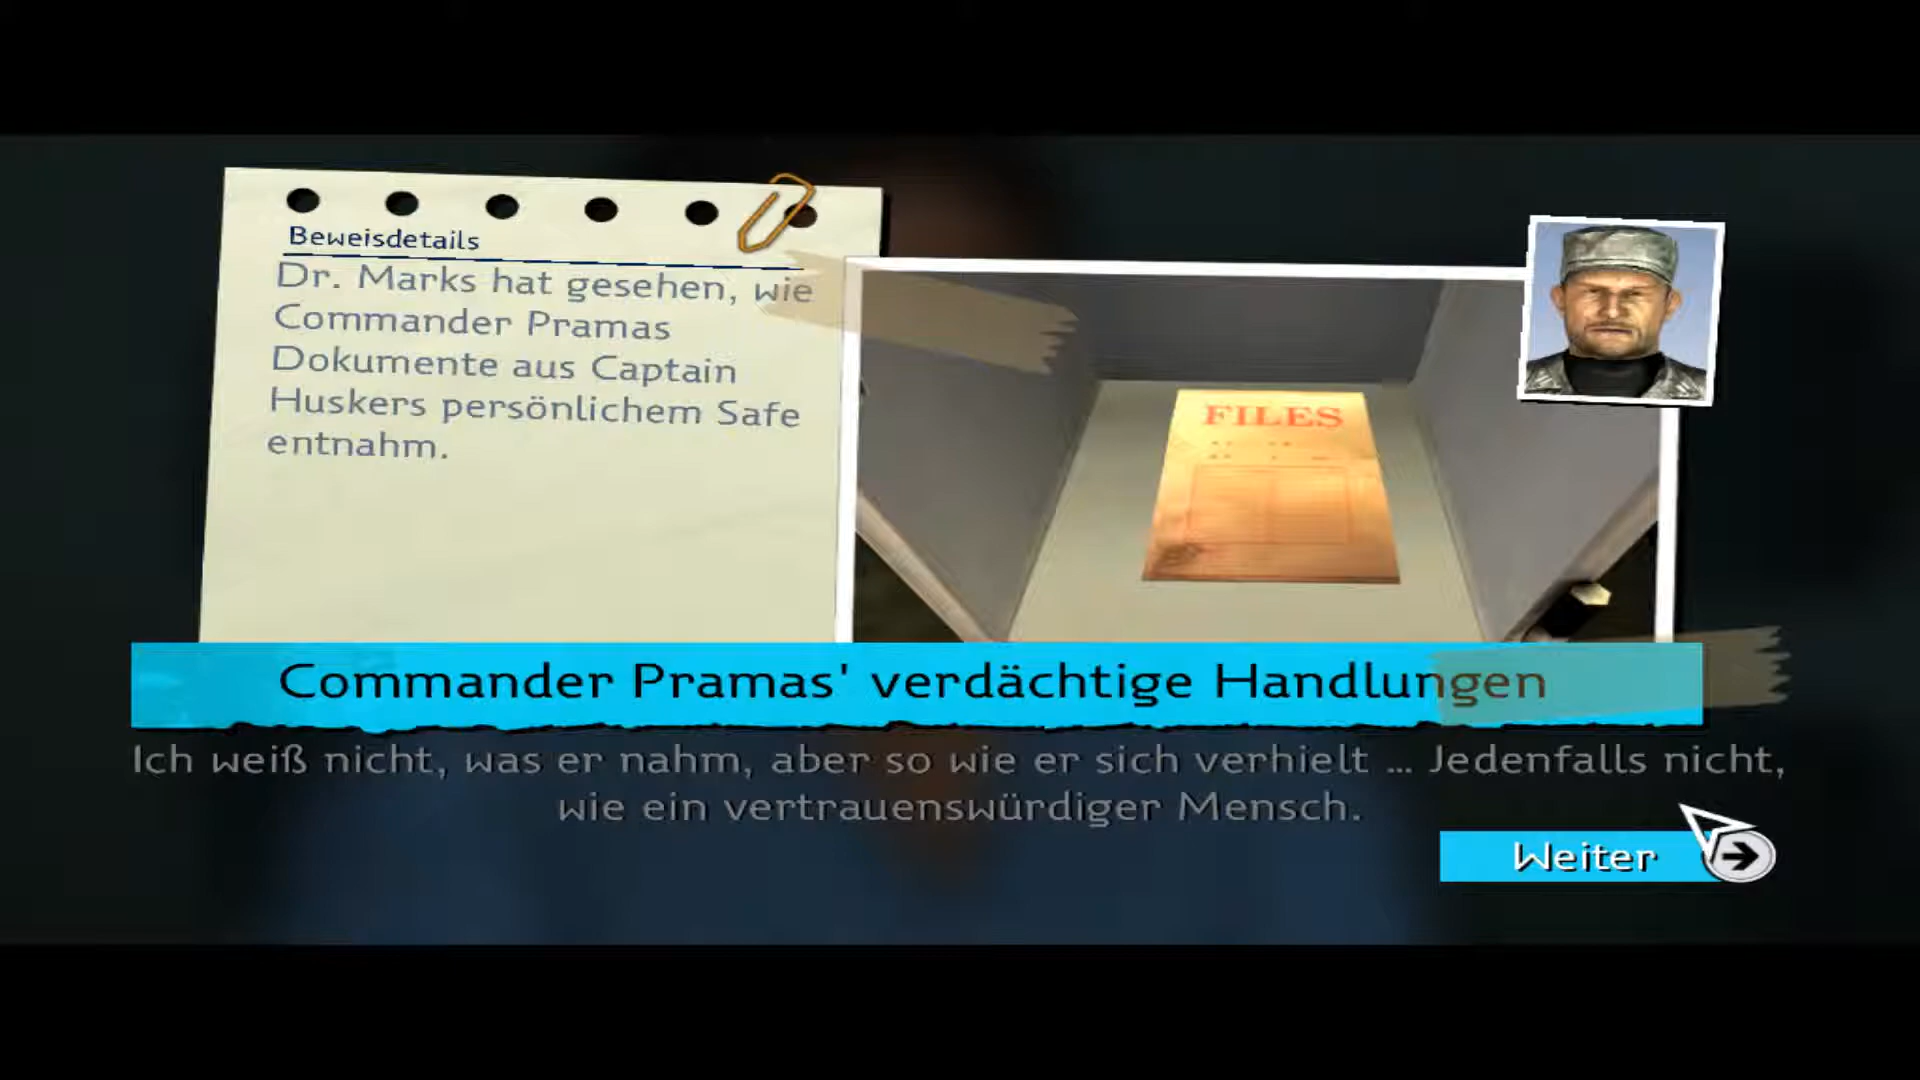 Beweisdetails
Dr. Marks hat gesehen, wie
Commander Pramas
Dokumente aus Captain
Huskers persönlichem Safe
entnahm.
FILES
Commander Pramas' verdächtige Handlungen
Ich weiß nicht, was er nahm, aber so wie er sich verhielt ... Jedenfalls nicht,
wie ein vertrauenswürdiger Mensch.
Weiter